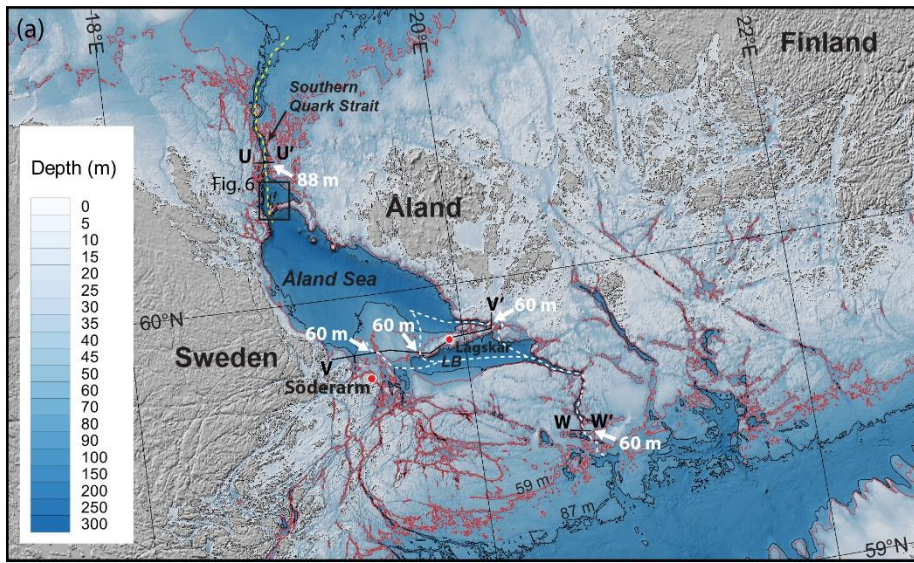 (a)
18°E
20°E
22°E
Finland
Southern
Quark Strait
U U'
88 m
Fig. 6
Åland
Depth (m)
0
5
10
15
20
25
30
35
40
45
50
60
70
80
90
100
150
200
250
300
Åland Sea
60°N
V'
60 m
60 m
60 m
Lågskär
LB
V
Sweden
Söderarm
W W'
60 m
59 m
87 m
59°N